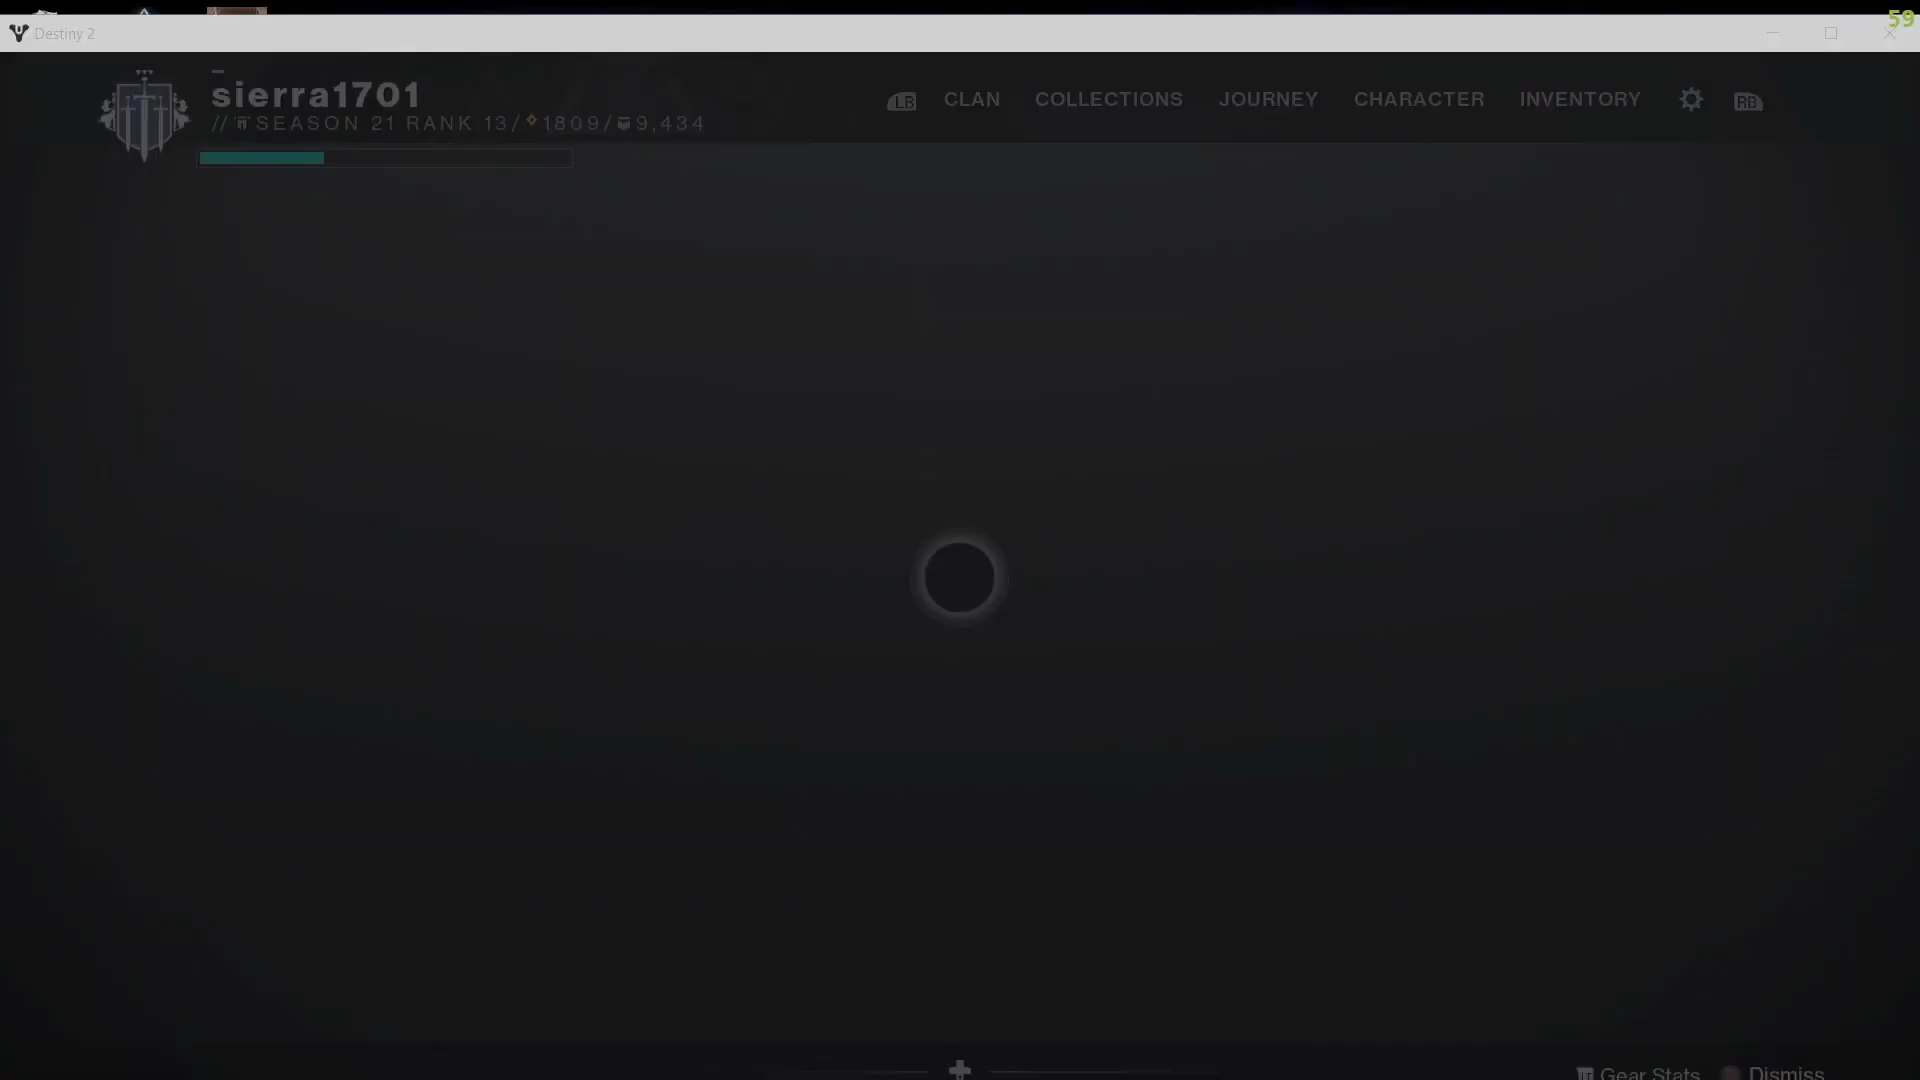 59
Destiny 2
sierra1701
// SEASON 21 RANK 13/ 1809/ 9,434
LB CLAN COLLECTIONS JOURNEY CHARACTER INVENTORY RB
LT Gear Stats Dismiss